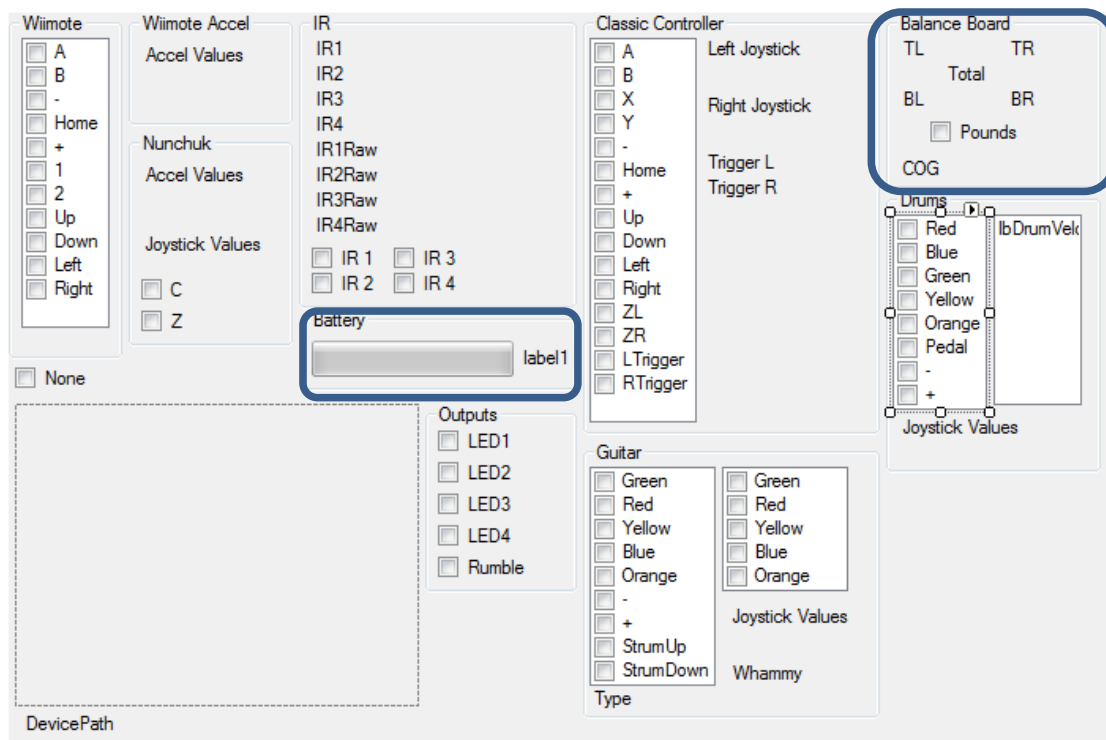 Wiimote
A
B
-
Home
+
1
2
Up
Down
Left
Right
Wiimote Accel
Accel Values
Nunchuk
Accel Values
Joystick Values
C
Z
IR
IR1
IR2
IR3
IR4
IR1Raw
IR2Raw
IR3Raw
IR4Raw
IR 1 IR 3
IR 2 IR 4
Battery
label1
None
DevicePath
Outputs
LED1
LED2
LED3
LED4
Rumble
Classic Controller
A
B
X
Y
-
Home
+
Up
Down
Left
Right
ZL
ZR
LTrigger
RTrigger
Left Joystick
Right Joystick
Trigger L
Trigger R
Guitar
Green
Red
Yellow
Blue
Orange
-
+
StrumUp
StrumDown
Type
Green
Red
Yellow
Blue
Orange
Joystick Values
Whammy
Balance Board
TL TR
Total
BL BR
Pounds
COG
Drums
Red
Blue
Green
Yellow
Orange
Pedal
-
+
lbDrumVelo
Joystick Values